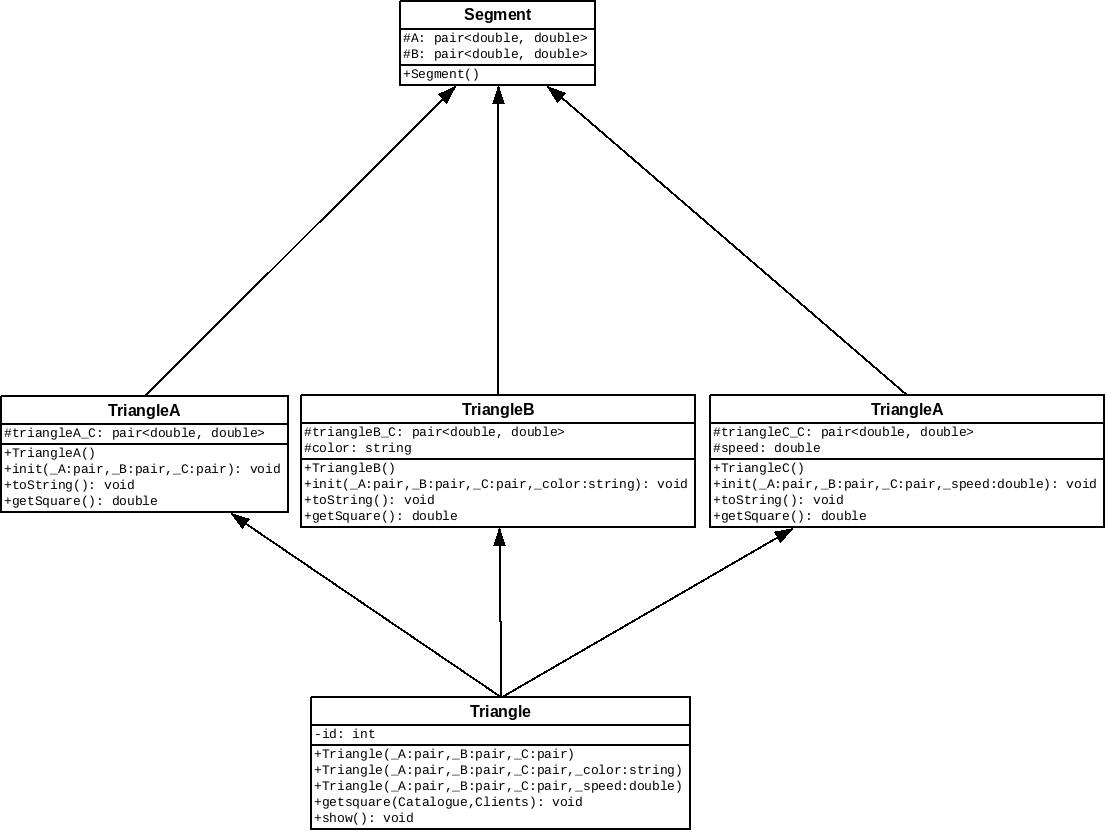 Segment
#A: pair<double, double>
#B: pair<double, double>
+Segment()
TriangleA
#triangleA_C: pair<double, double>
+TriangleA()
+init(_A:pair,_B:pair,_C:pair): void
+toString(): void
+getSquare(): double
TriangleB
#triangleB_C: pair<double, double>
#color: string
+TriangleB()
+init(_A:pair,_B:pair,_C:pair,_color:string): void
+toString(): void
+getSquare(): double
TriangleA
#triangleC_C: pair<double, double>
#speed: double
+TriangleC()
+init(_A:pair,_B:pair,_C:pair,_speed:double): void
+toString(): void
+getSquare(): double
Triangle
-id: int
+Triangle(_A:pair,_B:pair,_C:pair)
+Triangle(_A:pair,_B:pair,_C:pair,_color:string)
+Triangle(_A:pair,_B:pair,_C:pair,_speed:double)
+getsquare(Catalogue,Clients): void
+show(): void